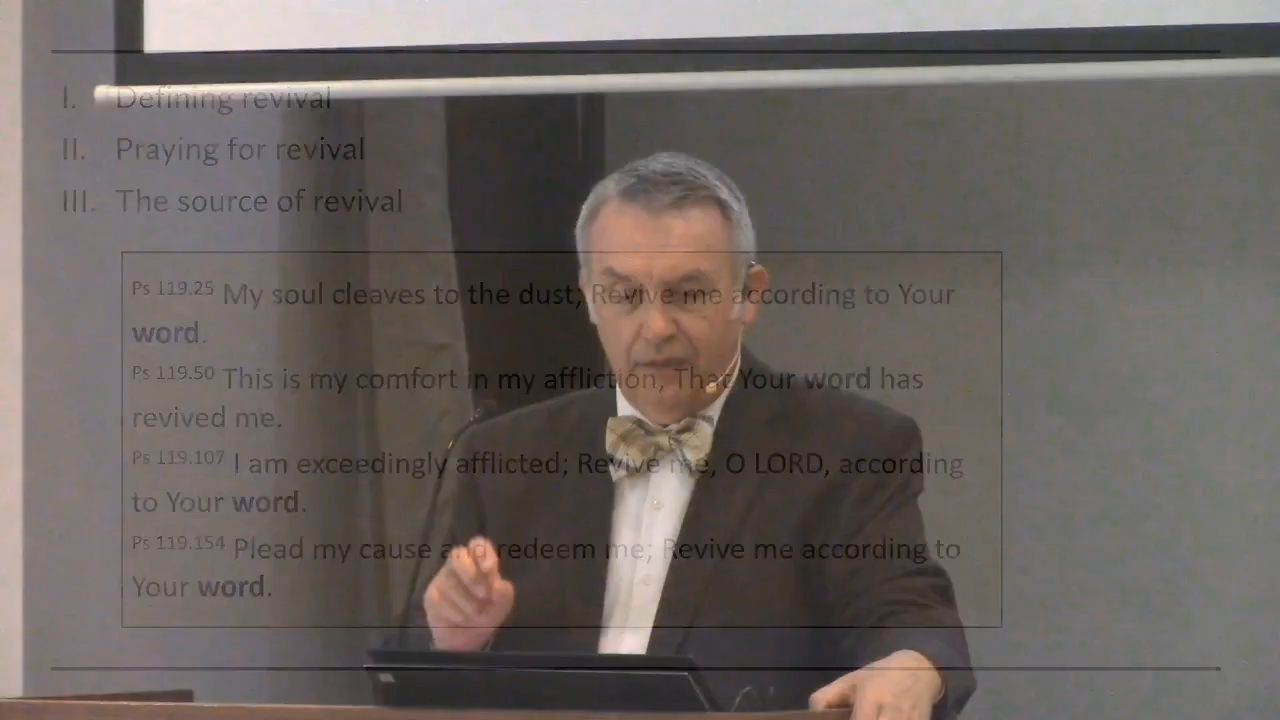 I. Defining revival
II. Praying for revival
III. The source of revival
Ps 119.25 My soul cleaves to the dust; Revive me according to Your
word.
Ps 119.50 This is my comfort in my affliction, That Your word has
revived me.
Ps 119.107 I am exceedingly afflicted; Revive me, O LORD, according
to Your word.
Ps 119.154 Plead my cause and redeem me; Revive me according to
Your word.